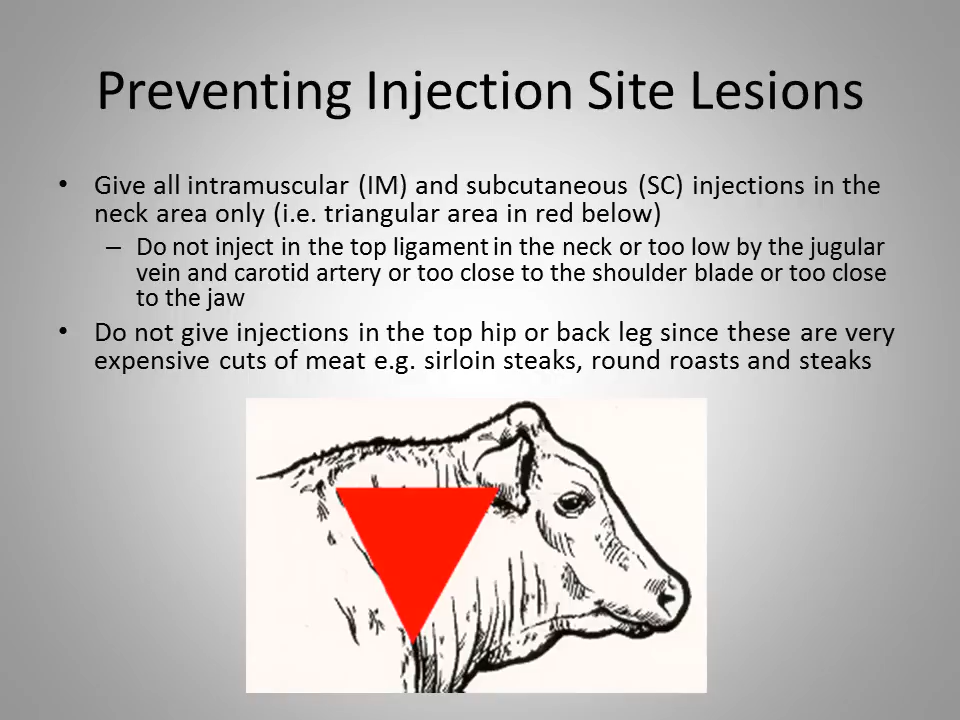 Preventing Injection Site Lesions
• Give all intramuscular (IM) and subcutaneous (SC) injections in the
neck area only (i.e. triangular area in red below)
– Do not inject in the top ligament in the neck or too low by the jugular
vein and carotid artery or too close to the shoulder blade or too close
to the jaw
• Do not give injections in the top hip or back leg since these are very
expensive cuts of meat e.g. sirloin steaks, round roasts and steaks